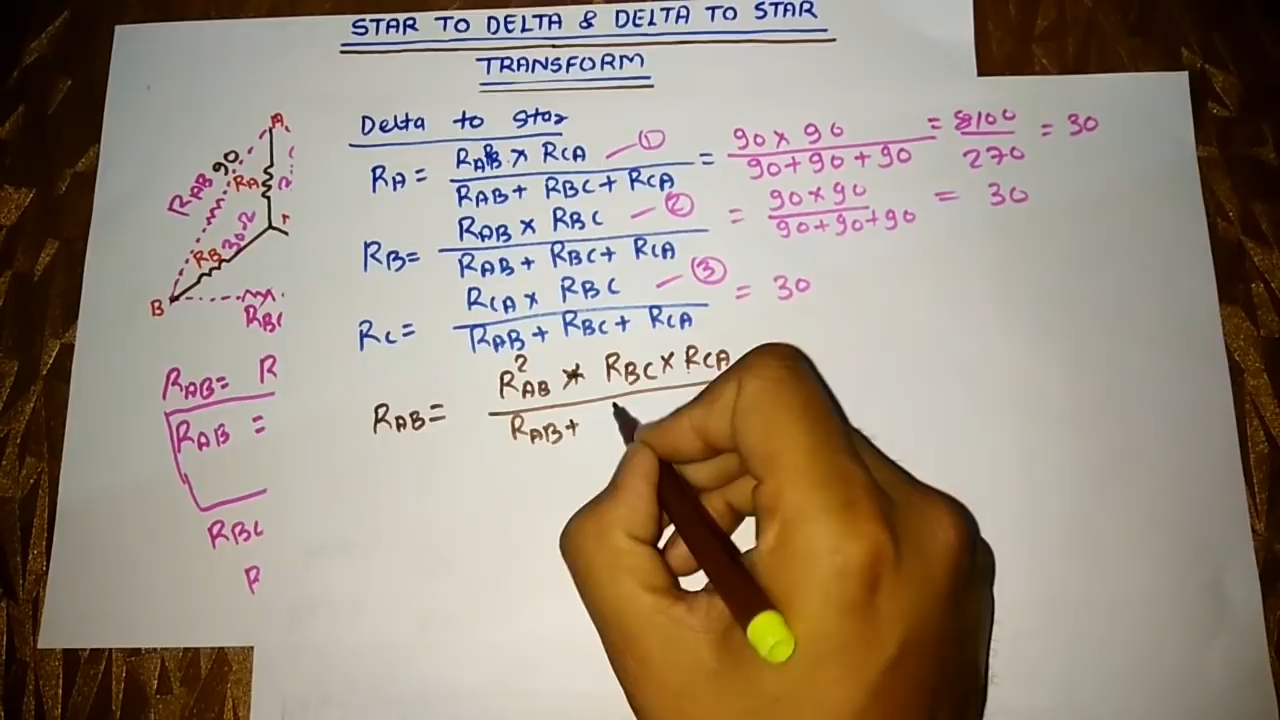 STAR TO DELTA & DELTA TO STAR
TRANSFORM
Delta to Star
RA = RAB × RCA / RAB + RBC + RCA — ① = 90 × 90 / 90 + 90 + 90 = 8100 / 270 = 30
RB = RAB × RBC / RAB + RBC + RCA — ② = 90 × 90 / 90 + 90 + 90 = 30
RC = RCA × RBC / RAB + RBC + RCA — ③ = 30
RAB = R²AB × RBC × RCA / RAB +
A
RAB 90
RA
RB 30Ω
B
RBC
RAB = R
RAB =
RBC